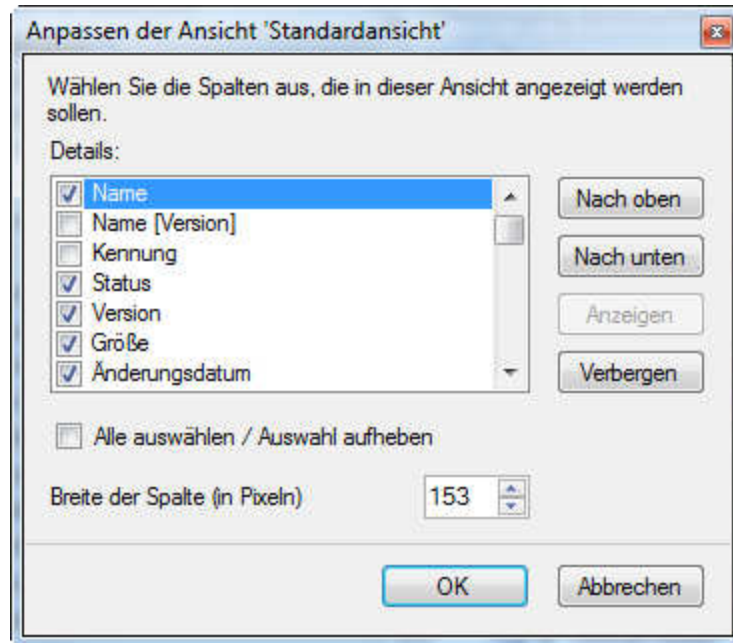 Anpassen der Ansicht 'Standardansicht'
Wählen Sie die Spalten aus, die in dieser Ansicht angezeigt werden
sollen.
Details:
Name
Name [Version]
Kennung
Status
Version
Größe
Änderungsdatum
Nach oben
Nach unten
Anzeigen
Verbergen
Alle auswählen / Auswahl aufheben
Breite der Spalte (in Pixeln) 153
OK Abbrechen